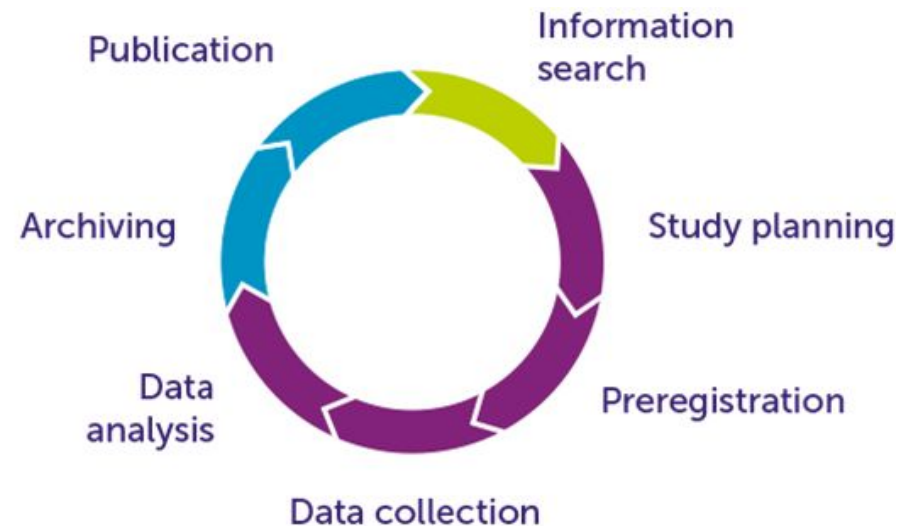 Publication
Information
search
Archiving
Study planning
Data
analysis
Preregistration
Data collection